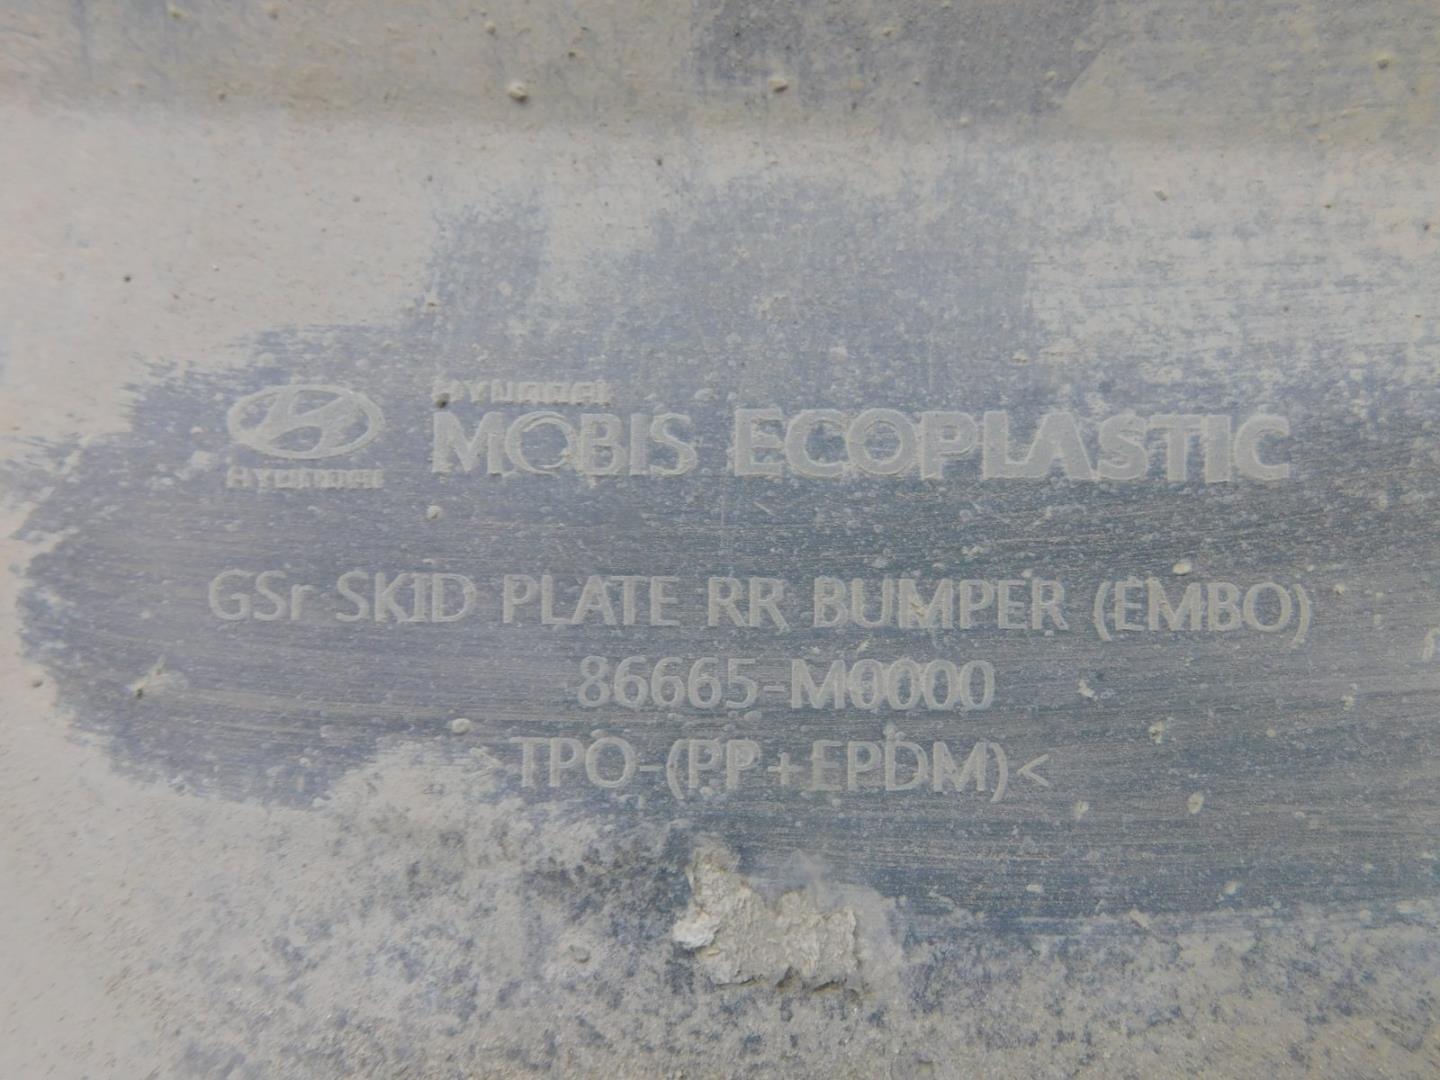 HYUNDAI
HYUNDAI
MOBIS ECOPLASTIC
GSr SKID PLATE RR BUMPER (EMBO)
86665-M0000
>TPO-(PP+EPDM)<